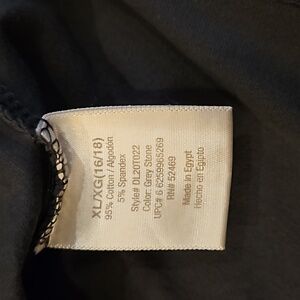 XL/XG(16/18)
95% Cotton / Algodón
5% Spandex
Style# DL20T022
Color: Grey Stone
UPC# 6 6259965269
RN# 52469
Made in Egypt
Hecho en Egipto